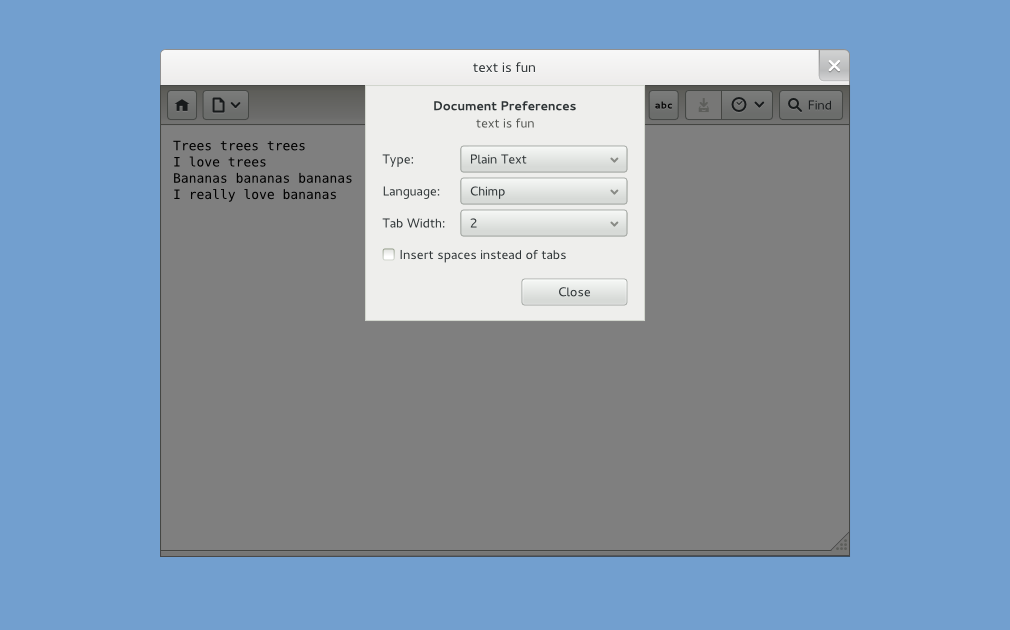 text is fun
abc
Find
Document Preferences
text is fun
Type: Plain Text
Language: Chimp
Tab Width: 2
Insert spaces instead of tabs
Close
Trees trees trees
I love trees
Bananas bananas bananas
I really love bananas